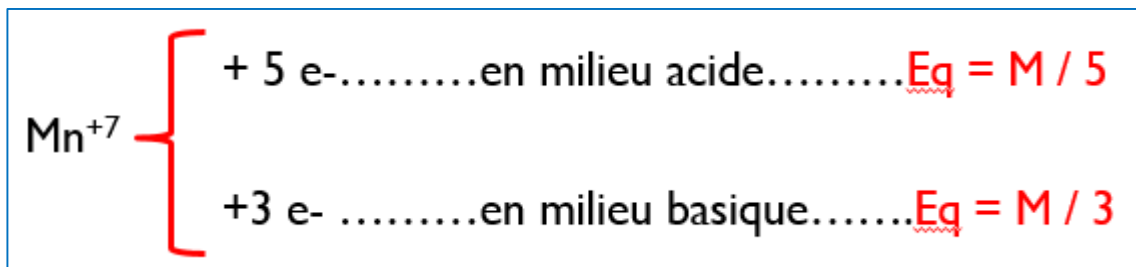 + 5 e-.........en milieu acide.........Eq = M / 5
Mn⁺⁷
+3 e- .........en milieu basique.......Eq = M / 3